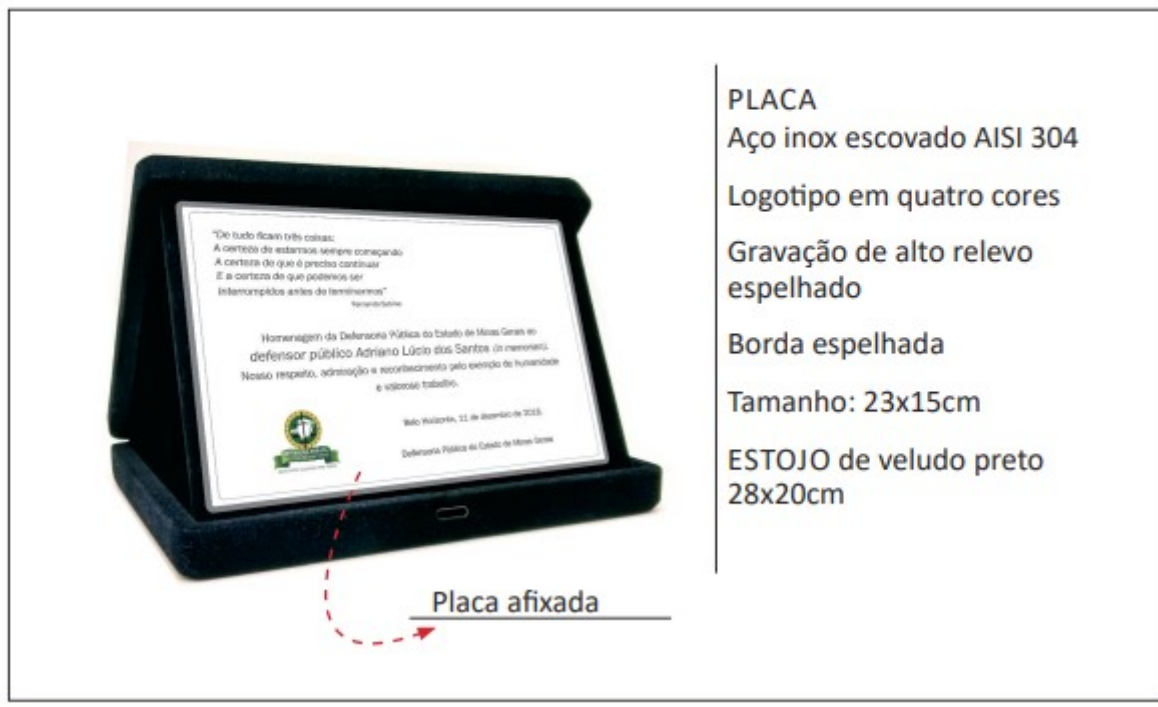 "De tudo ficam três coisas:
A certeza de estarmos sempre começando
A certeza de que é preciso continuar
E a certeza de que podemos ser
interrompidos antes de terminarmos"
Fernando Sabino
Homenagem da Defensoria Pública do Estado de Minas Gerais ao
defensor público Adriano Lúcio dos Santos (in memoriam).
Nosso respeito, admiração e reconhecimento pelo exemplo de humanidade
e valoroso trabalho.
Belo Horizonte, 11 de dezembro de
Defensoria Pública do Estado de Minas Gerais
Placa afixada
PLACA
Aço inox escovado AISI 304
Logotipo em quatro cores
Gravação de alto relevo
espelhado
Borda espelhada
Tamanho: 23x15cm
ESTOJO de veludo preto
28x20cm